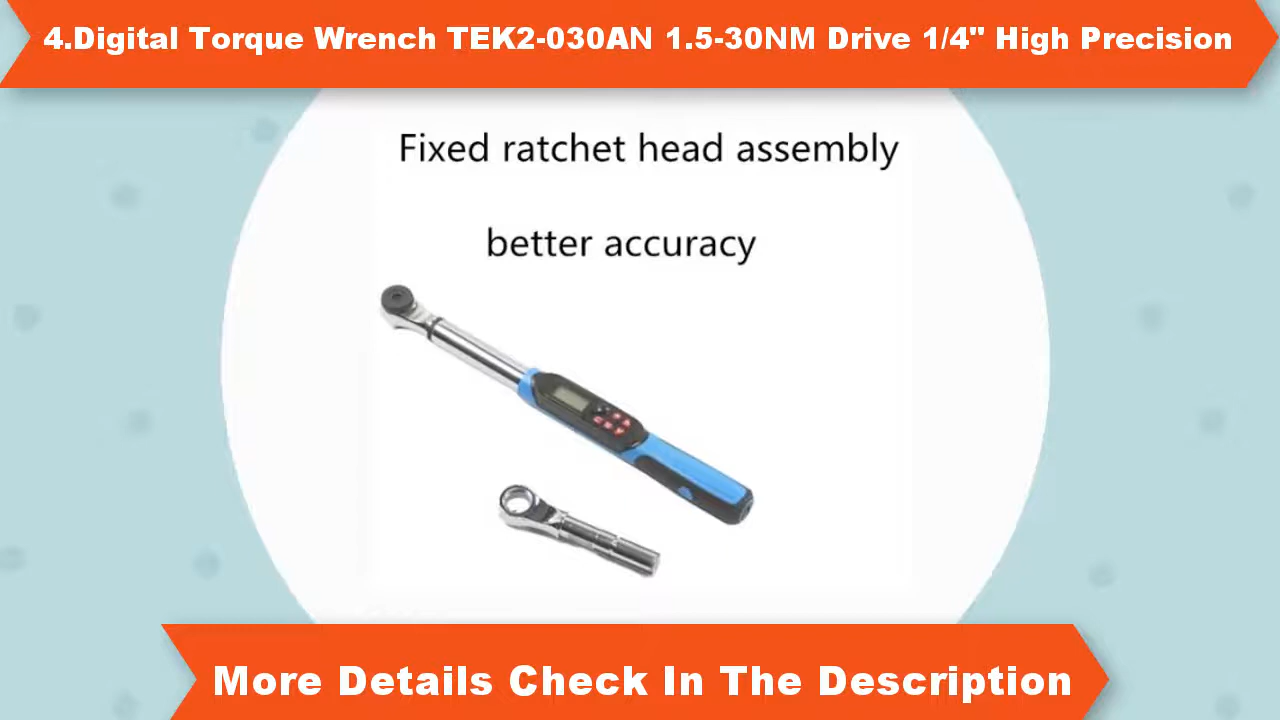 4.Digital Torque Wrench TEK2-030AN 1.5-30NM Drive 1/4" High Precision
Fixed ratchet head assembly
better accuracy
More Details Check In The Description